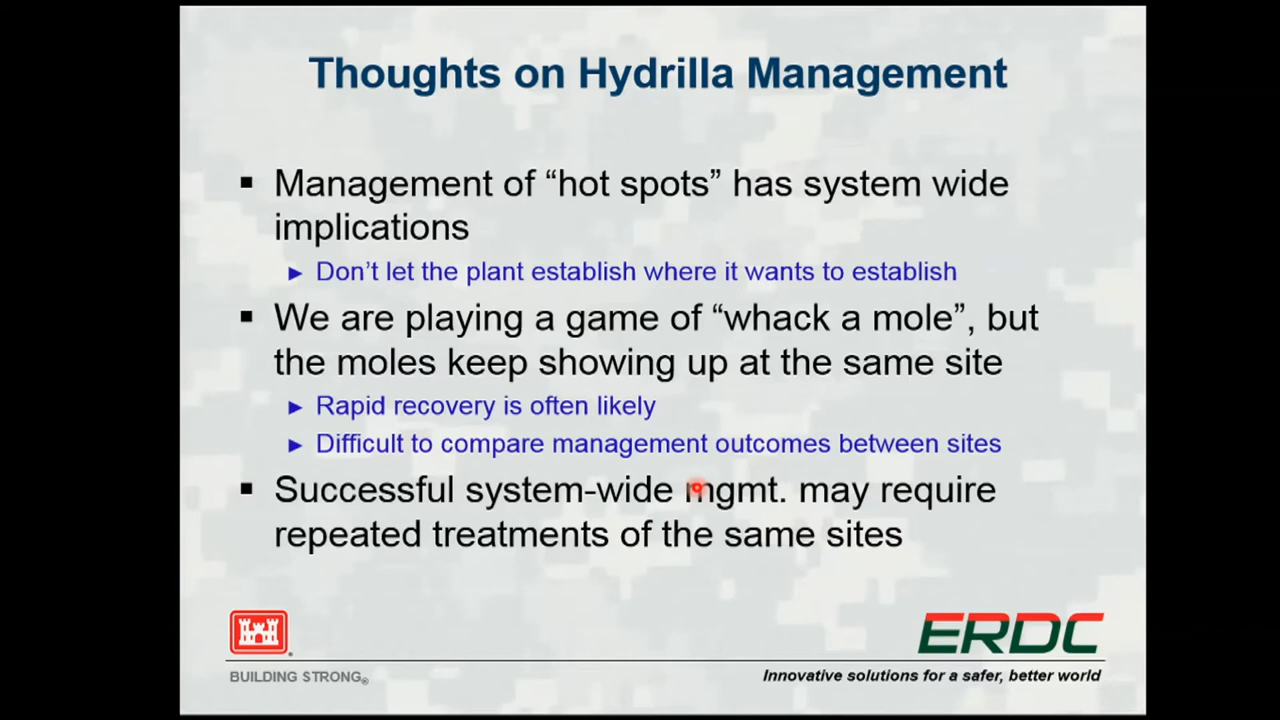 Thoughts on Hydrilla Management
▪ Management of “hot spots” has system wide
implications
► Don’t let the plant establish where it wants to establish
▪ We are playing a game of “whack a mole”, but
the moles keep showing up at the same site
► Rapid recovery is often likely
► Difficult to compare management outcomes between sites
▪ Successful system-wide mgmt. may require
repeated treatments of the same sites
ERDC
BUILDING STRONG®
Innovative solutions for a safer, better world